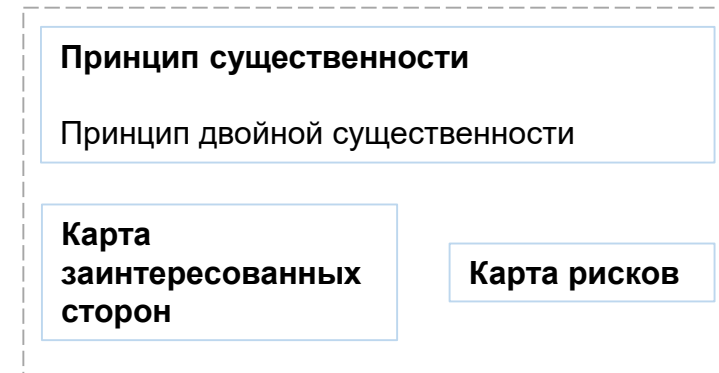 Принцип существенности
Принцип двойной существенности
Карта
заинтересованных
сторон
Карта рисков